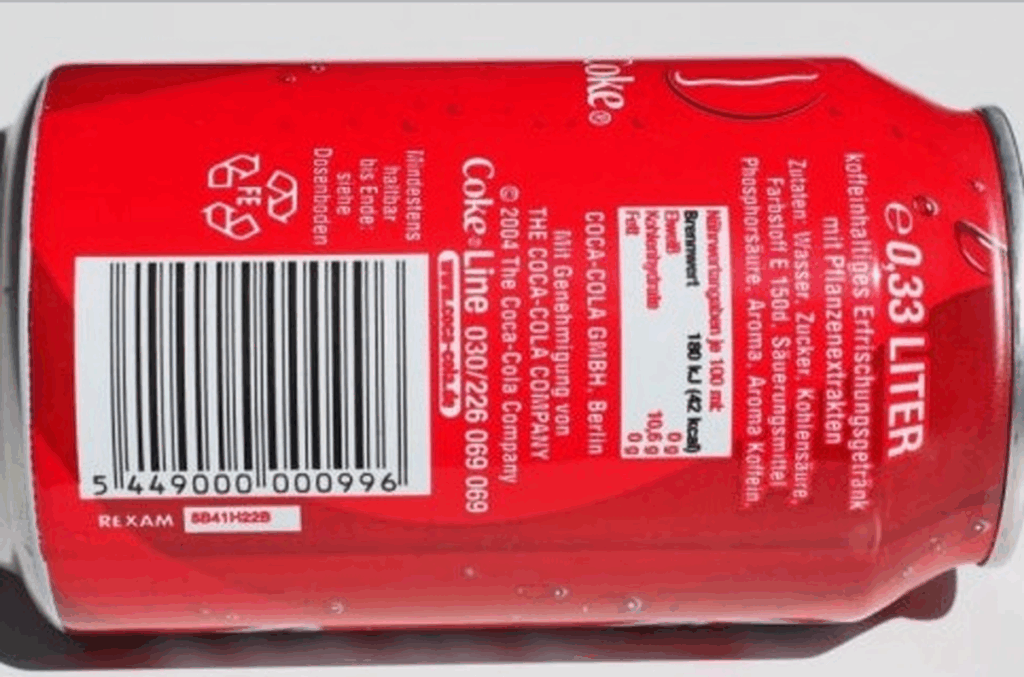 Coke®
e 0,33 LITER
koffeinhaltiges Erfrischungsgetränk
mit Pflanzenextrakten
Zutaten: Wasser, Zucker, Kohlensäure,
Farbstoff E 150d, Säuerungsmittel
Phosphorsäure, Aroma, Aroma Koffein.
Nährwertangaben je 100 ml:
Brennwert 180 kJ (42 kcal)
Eiweiß 0 g
Kohlenhydrate 10,6 g
Fett 0 g
COCA-COLA GMBH, Berlin
Mit Genehmigung von
THE COCA-COLA COMPANY
© 2004 The Coca-Cola Company
Coke® Line 030/226 069 069
www.coca-cola.de
Mindestens
haltbar
bis Ende:
siehe
Dosenboden
FE
5 449000 000996
REXAM 5B41H22B